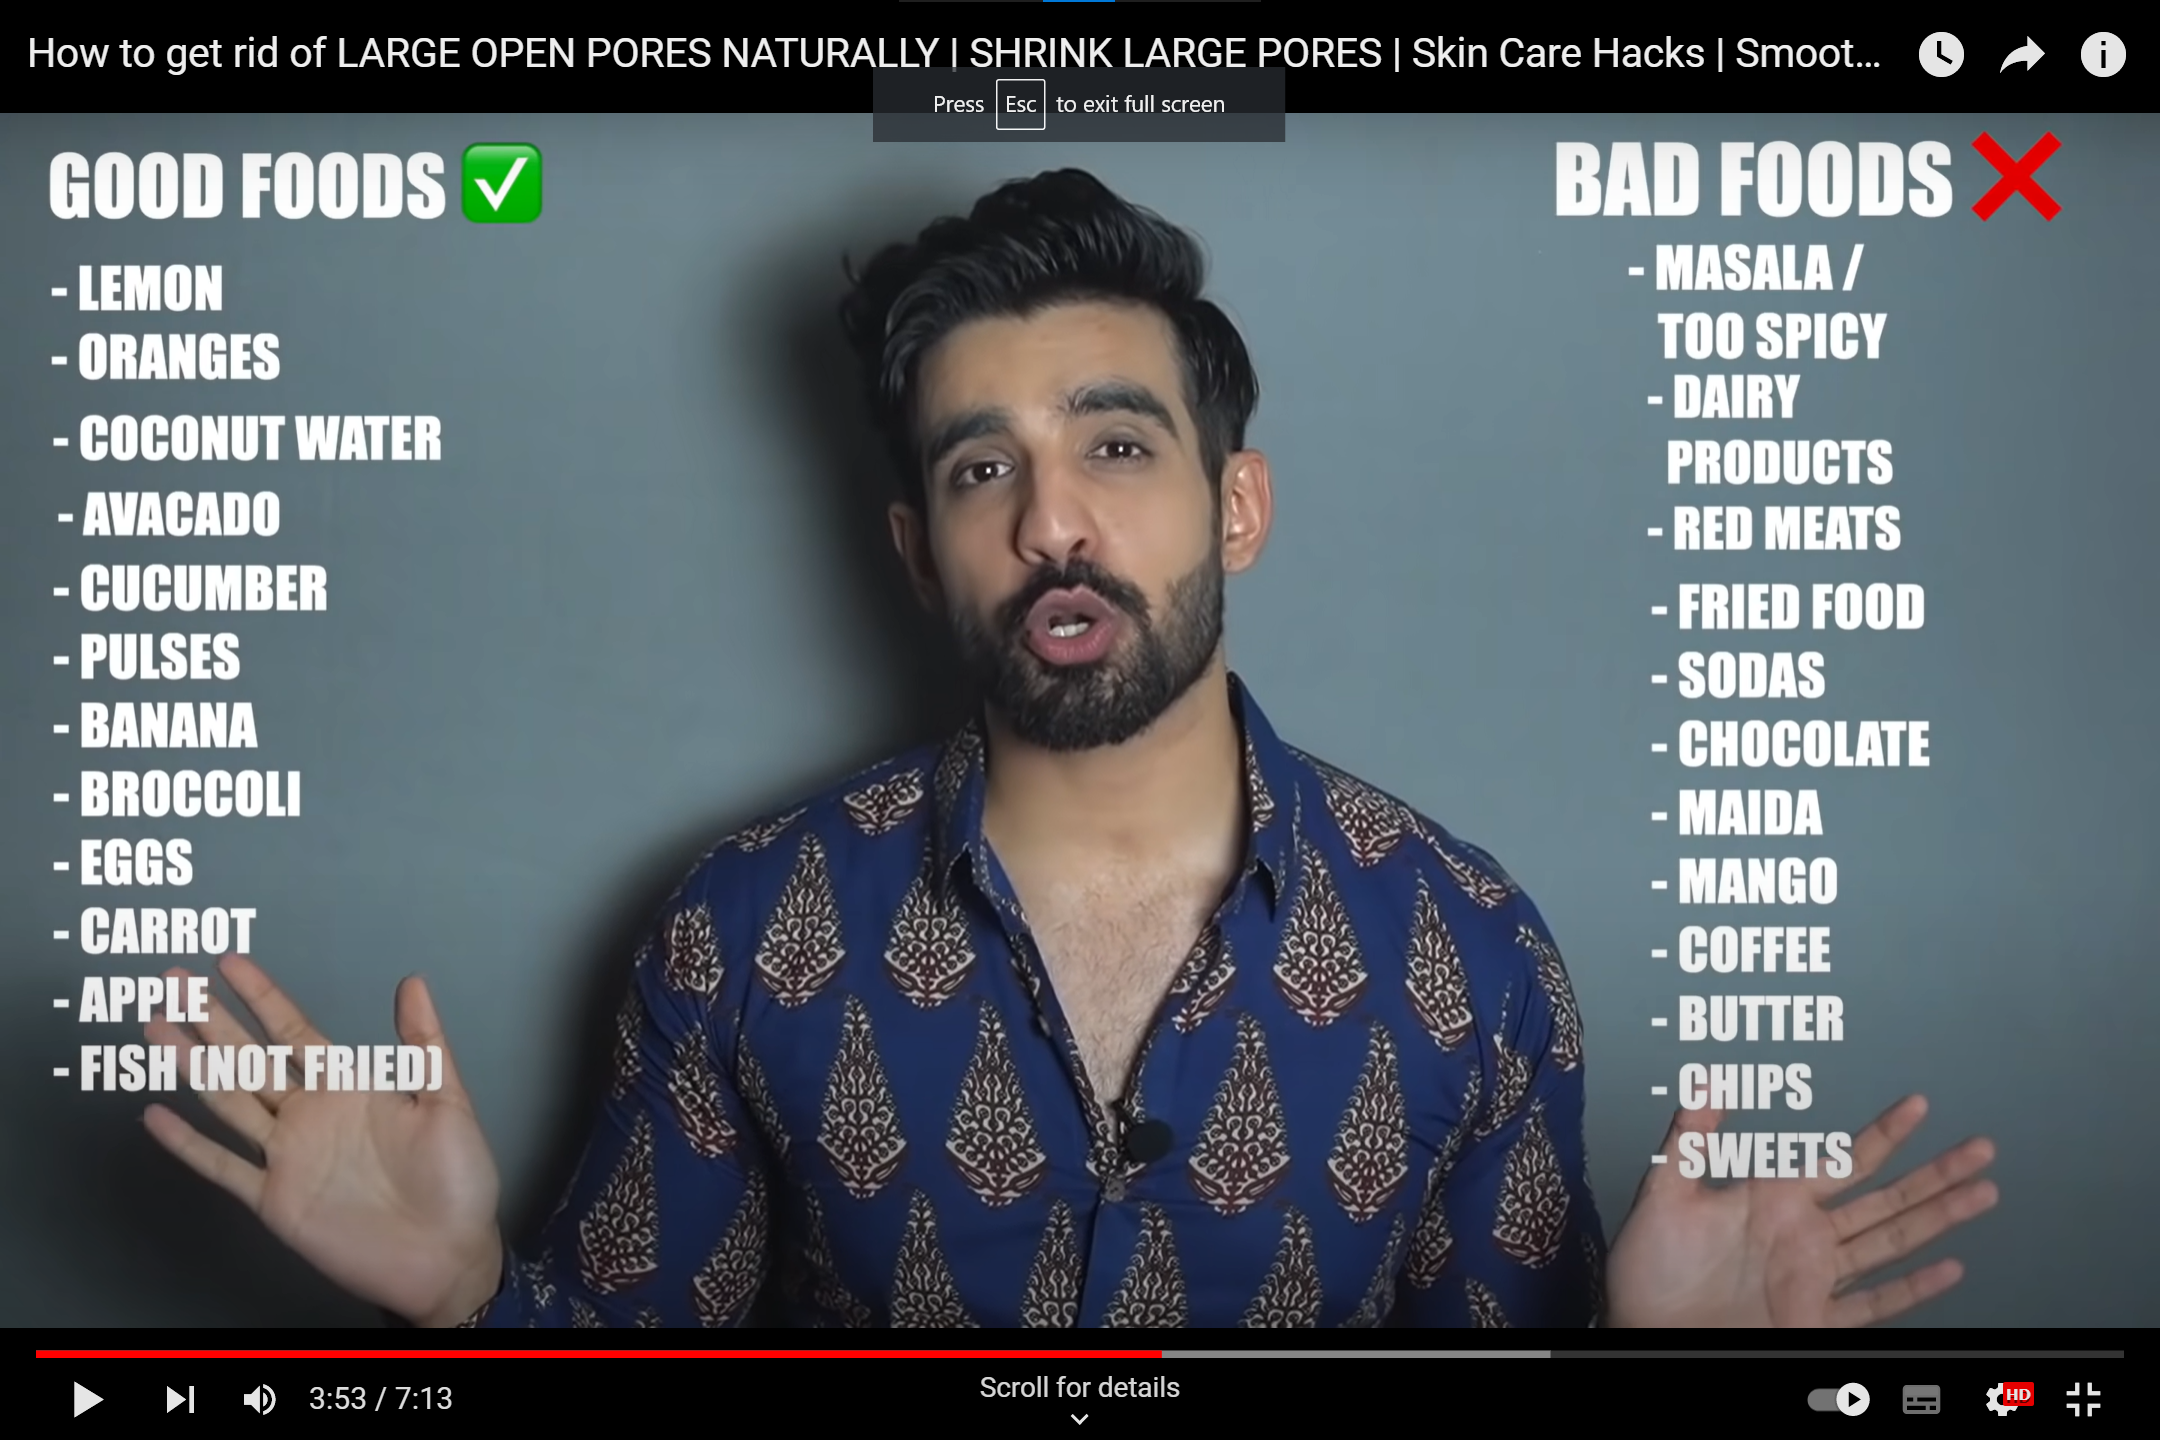 How to get rid of LARGE OPEN PORES NATURALLY | SHRINK LARGE PORES | Skin Care Hacks | Smoot...
Press Esc to exit full screen
GOOD FOODS ✅
- LEMON
- ORANGES
- COCONUT WATER
- AVACADO
- CUCUMBER
- PULSES
- BANANA
- BROCCOLI
- EGGS
- CARROT
- APPLE
- FISH (NOT FRIED)
BAD FOODS ❌
- MASALA /
TOO SPICY
- DAIRY
PRODUCTS
- RED MEATS
- FRIED FOOD
- SODAS
- CHOCOLATE
- MAIDA
- MANGO
- COFFEE
- BUTTER
- CHIPS
- SWEETS
3:53 / 7:13
Scroll for details
HD